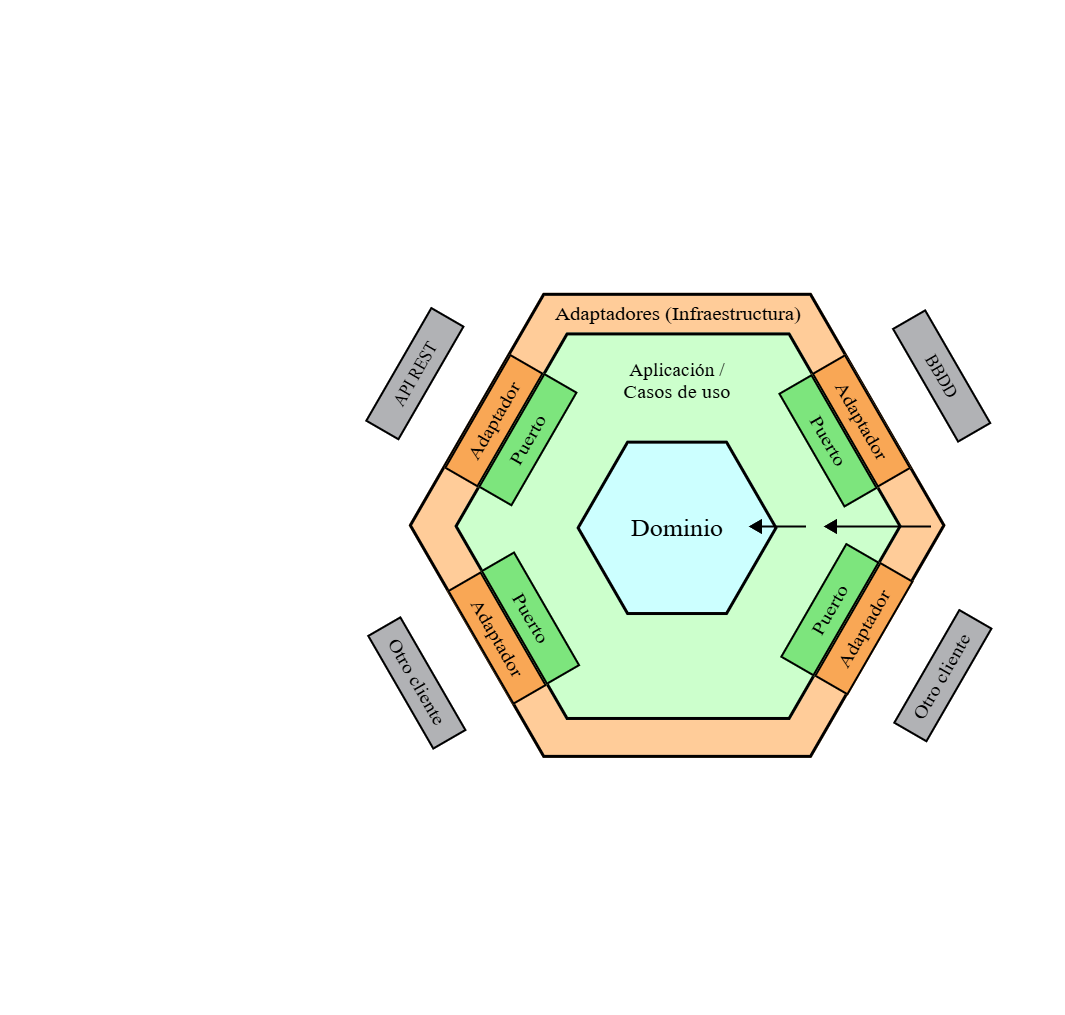 Adaptadores (Infraestructura)
API REST
BBDD
Aplicación /
Casos de uso
Adaptador
Puerto
Puerto
Adaptador
Dominio
Adaptador
Puerto
Puerto
Adaptador
Otro cliente
Otro cliente